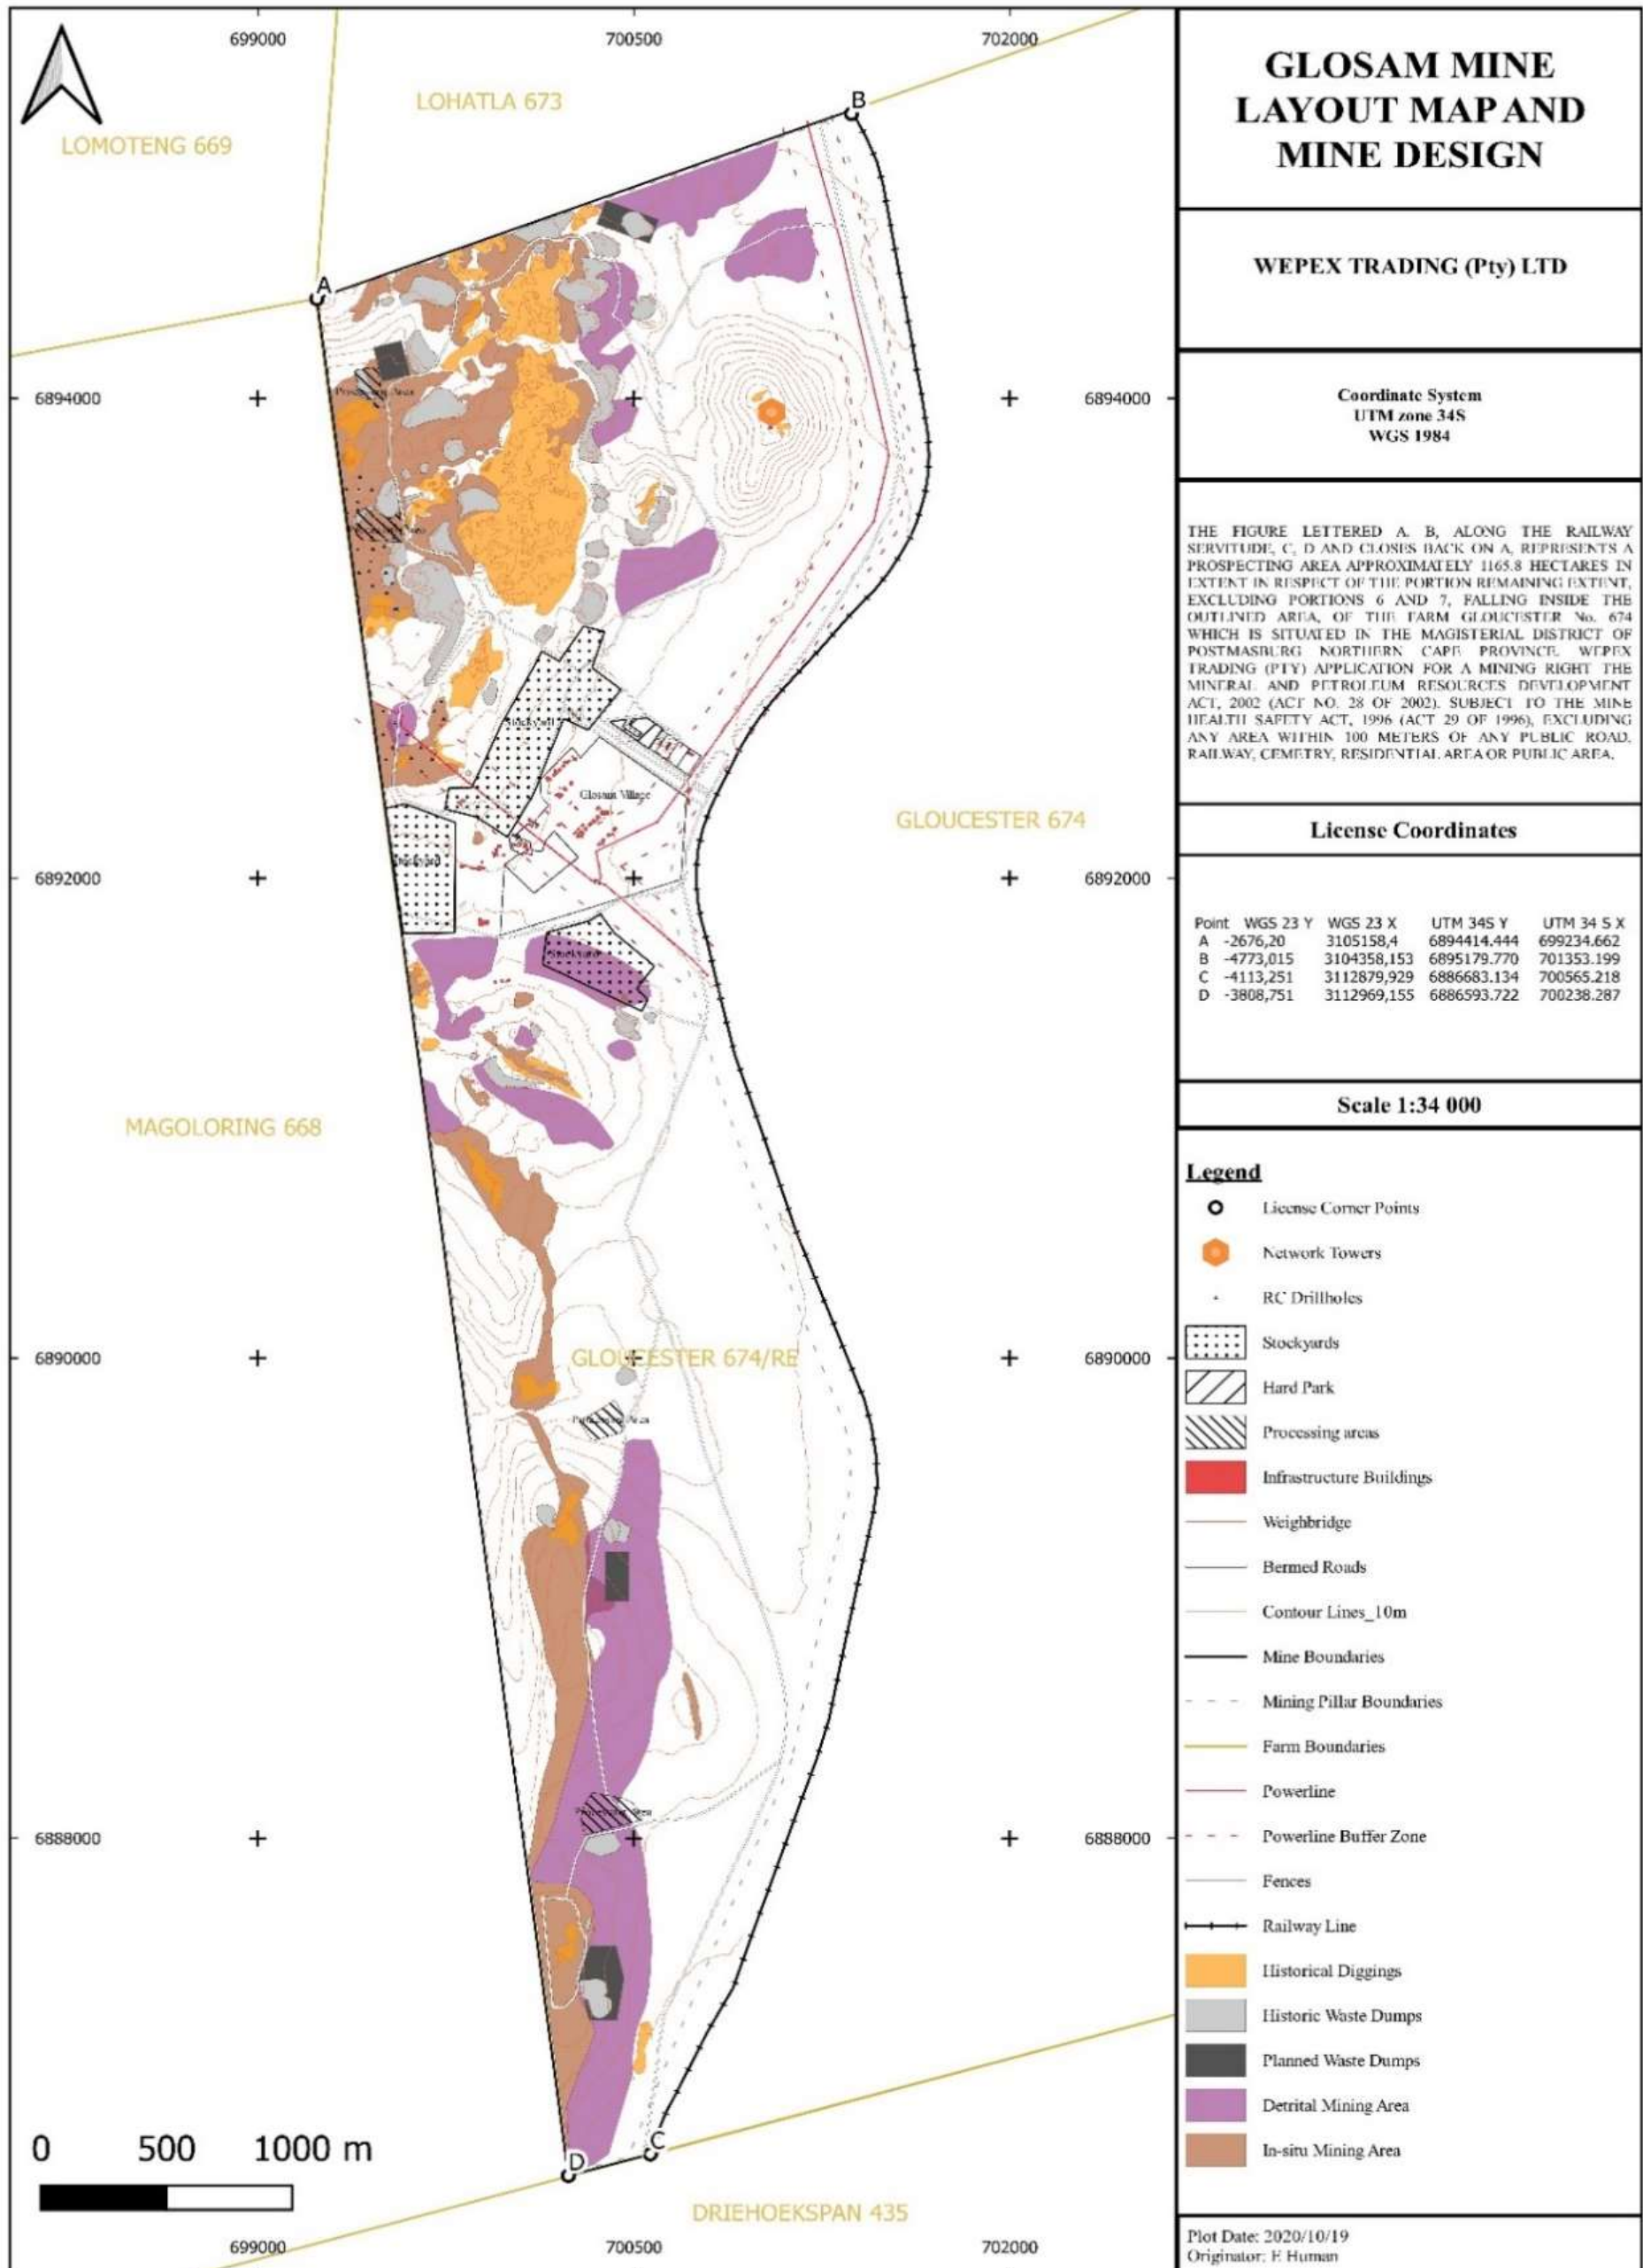 699000
700500
702000
LOHATLA 673
B
LOMOTENG 669
A
Processing Area
6894000
6894000
Stockyard
Glosam Village
GLOUCESTER 674
6892000
6892000
Stockyard
Stockyard
MAGOLORING 668
6890000
GLOUCESTER 674/RE
6890000
Processing Area
Processing Area
6888000
6888000
0 500 1000 m
C
D
DRIEHOEKSPAN 435
699000
700500
702000
GLOSAM MINE
LAYOUT MAP AND
MINE DESIGN
WEPEX TRADING (Pty) LTD
Coordinate System
UTM zone 34S
WGS 1984
THE FIGURE LETTERED A, B, ALONG THE RAILWAY
SERVITUDE, C, D AND CLOSES BACK ON A, REPRESENTS A
PROSPECTING AREA APPROXIMATELY 1165.8 HECTARES IN
EXTENT IN RESPECT OF THE PORTION REMAINING EXTENT,
EXCLUDING PORTIONS 6 AND 7, FALLING INSIDE THE
OUTLINED AREA, OF THE FARM GLOUCESTER No. 674
WHICH IS SITUATED IN THE MAGISTERIAL DISTRICT OF
POSTMASBURG NORTHERN CAPE PROVINCE. WEPEX
TRADING (PTY) APPLICATION FOR A MINING RIGHT THE
MINERAL AND PETROLEUM RESOURCES DEVELOPMENT
ACT, 2002 (ACT NO. 28 OF 2002). SUBJECT TO THE MINE
HEALTH SAFETY ACT, 1996 (ACT 29 OF 1996), EXCLUDING
ANY AREA WITHIN 100 METERS OF ANY PUBLIC ROAD,
RAILWAY, CEMETRY, RESIDENTIAL AREA OR PUBLIC AREA.
License Coordinates
Point WGS 23 Y WGS 23 X UTM 34S Y UTM 34 S X
A -2676,20 3105158,4 6894414.444 699234.662
B -4773,015 3104358,153 6895179.770 701353.199
C -4113,251 3112879,929 6886683.134 700565.218
D -3808,751 3112969,155 6886593.722 700238.287
Scale 1:34 000
Legend
License Corner Points
Network Towers
RC Drillholes
Stockyards
Hard Park
Processing areas
Infrastructure Buildings
Weighbridge
Bermed Roads
Contour Lines_10m
Mine Boundaries
Mining Pillar Boundaries
Farm Boundaries
Powerline
Powerline Buffer Zone
Fences
Railway Line
Historical Diggings
Historic Waste Dumps
Planned Waste Dumps
Detrital Mining Area
In-situ Mining Area
Plot Date: 2020/10/19
Originator: E Human